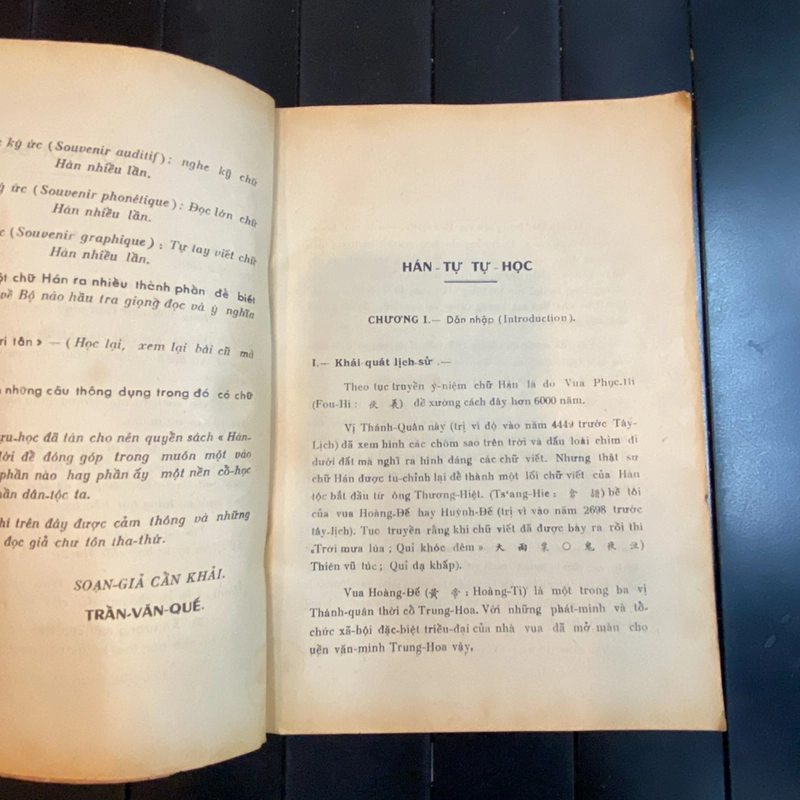 ký ức (Souvenir auditif) : nghe kỹ chữ
Hán nhiều lần.
ký ức (Souvenir phonêtique) : Đọc lớn chữ
Hán nhiều lần.
(Souvenir graphique) : Tự tay viết chữ
Hán nhiều lần.
một chữ Hán ra nhiều thành phần để biết
về Bộ nào hầu tra giọng đọc và ý nghĩa
tri tân » — (Học lại, xem lại bài cũ mà
những câu thông dụng trong đó có chữ
đã tàn cho nên quyển sách « Hán-
lời để đóng góp trong muôn một vào
phần nào hay phần ấy một nền cổ-học
dân-tộc ta.
trên đây được cảm thông và những
đọc giả chư tôn tha-thứ.
SOẠN-GIẢ CẦN KHẢI.
TRẦN-VĂN-QUẾ.
HÁN-TỰ TỰ-HỌC
CHƯƠNG I.— Dẫn nhập (Introduction).
I.— Khái-quát lịch-sử .—
Theo tục truyền ý-niệm chữ Hán là do Vua Phục-Hi
(Fou-Hi : 伏 羲) đề xướng cách đây hơn 6000 năm.
Vị Thánh-Quân này (trị vì độ vào năm 4449 trước Tây-
Lịch) đã xem hình các chòm sao trên trời và dấu loài chim đi
dưới đất mà nghĩ ra hình dáng các chữ viết. Nhưng thật sự
chữ Hán được tu-chỉnh lại để thành một lối chữ viết của Hán
tộc bắt đầu từ ông Thương-Hiệt. (Ts'ang-Hie : 倉 頡) bề tôi
của vua Hoàng-Đế hay Huỳnh-Đế (trị vì vào năm 2698 trước
tây-lịch). Tục truyền rằng khi chữ viết đã được bày ra rồi thì
«Trời mưa lúa ; Quỉ khóc đêm » 天 雨 粟 〇 鬼 夜 泣)
Thiên vũ túc ; Quỉ dạ khấp).
Vua Hoàng-Đế (黃 帝 : Hoàng-Ti) là một trong ba vị
Thánh-quân thời cổ Trung-Hoa. Với những phát-minh và tổ-
chức xã-hội đặc-biệt triều-đại của nhà vua đã mở màn cho
uền văn-minh Trung-Hoa vậy.